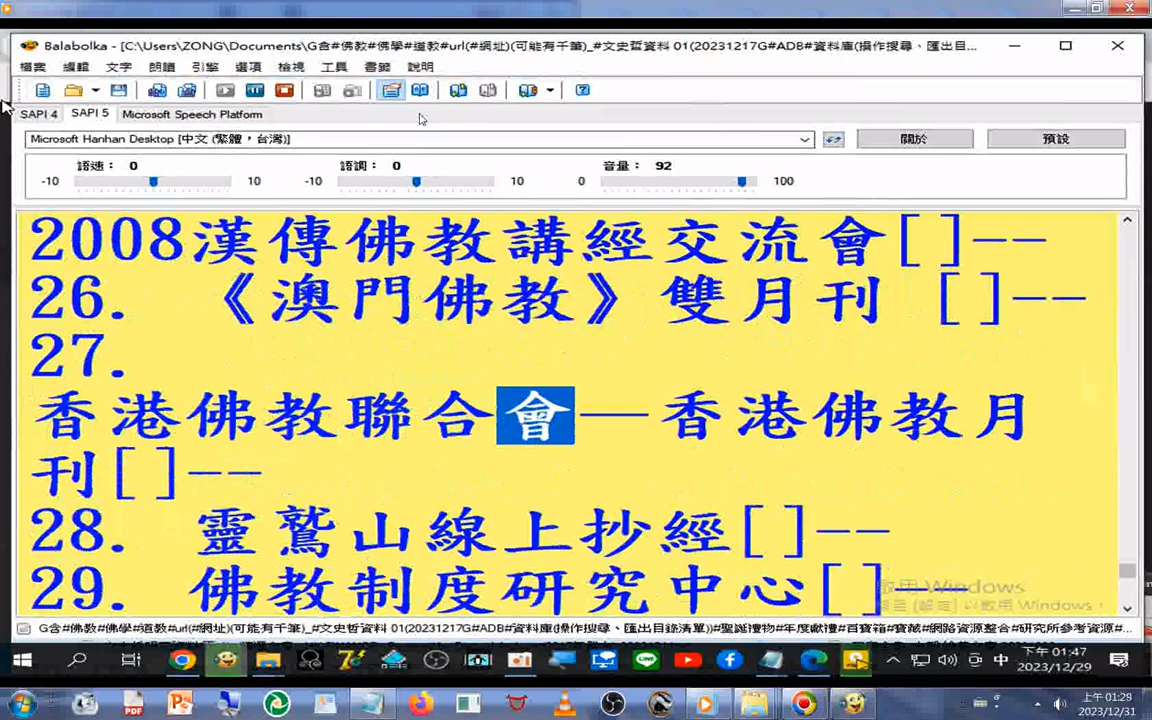 Balabolka - [C:\Users\ZONG\Documents\G含#佛教#佛學#道教#url(#網址)(可能有千筆)_#文史哲資料 01(20231217G#ADB#資料庫(操作搜尋、匯出目...
檔案 編輯 文字 朗讀 引擎 選項 檢視 工具 書籤 說明
SAPI 4 SAPI 5 Microsoft Speech Platform
Microsoft Hanhan Desktop [中文 (繁體，台灣)] 關於 預設
語速： 0 語調： 0 音量： 92
-10 10 -10 10 0 100
2008漢傳佛教講經交流會[ ]--
26. 《澳門佛教》雙月刊 [ ]--
27.
香港佛教聯合會—香港佛教月
刊[ ]--
28. 靈鷲山線上抄經[ ]--
29. 佛教制度研究中心[ ]--
啟用 Windows
G含#佛教#佛學#道教#url(#網址)(可能有千筆)_#文史哲資料 01(20231217G#ADB#資料庫(操作搜尋、匯出目錄清單))#聖誕禮物#年度獻禮#百寶箱#寶藏#網路資源整合#研究所參考資源#...
中
下午 01:47
2023/12/29
上午 01:29
2023/12/31